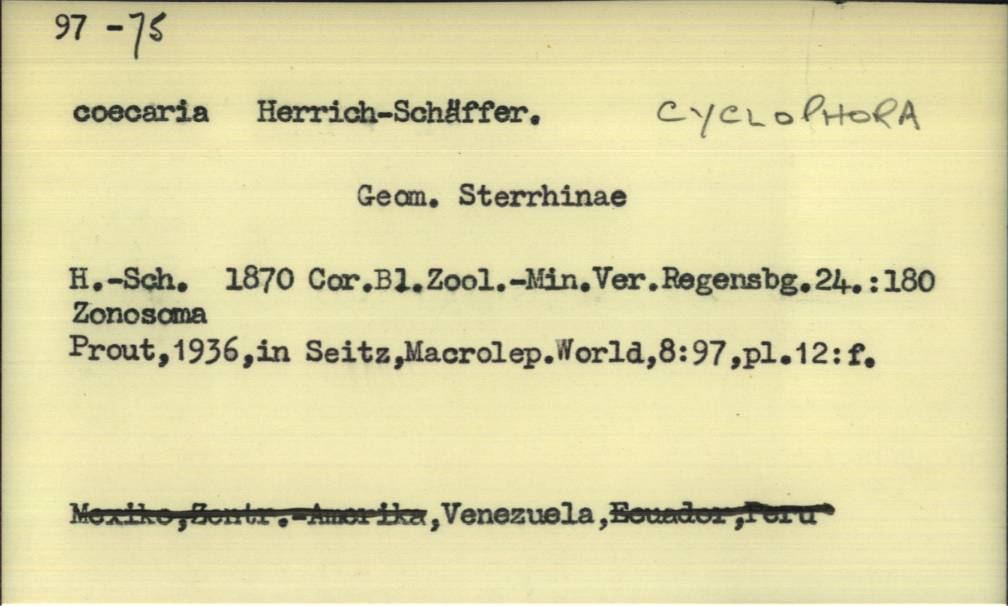 97 -75
coecaria Herrich-Schäffer. CYCLOPHORA
Geom. Sterrhinae
H.-Sch. 1870 Cor.Bl.Zool.-Min.Ver.Regensbg.24.:180
Zonosoma
Prout,1936,in Seitz,Macrolep.World,8:97,pl.12:f.
Mexiko,Zentr.-Amerika,Venezuela,Ecuador,Peru